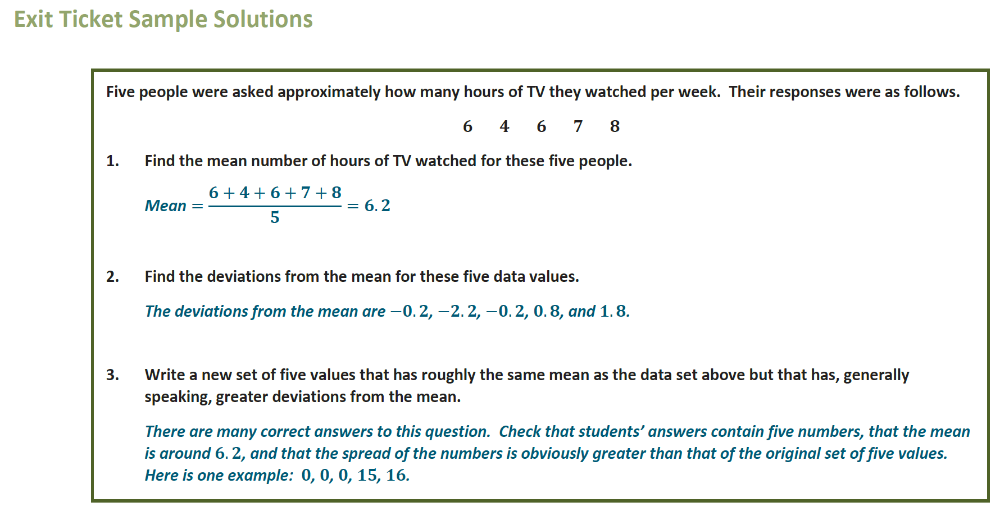 Exit Ticket Sample Solutions
Five people were asked approximately how many hours of TV they watched per week.  Their responses were as follows.
6 4 6 7 8
1. Find the mean number of hours of TV watched for these five people.
Mean = (6 + 4 + 6 + 7 + 8)/5 = 6.2
2. Find the deviations from the mean for these five data values.
The deviations from the mean are −0.2, −2.2, −0.2, 0.8, and 1.8.
3. Write a new set of five values that has roughly the same mean as the data set above but that has, generally
speaking, greater deviations from the mean.
There are many correct answers to this question.  Check that students’ answers contain five numbers, that the mean
is around 6.2, and that the spread of the numbers is obviously greater than that of the original set of five values.
Here is one example:  0, 0, 0, 15, 16.